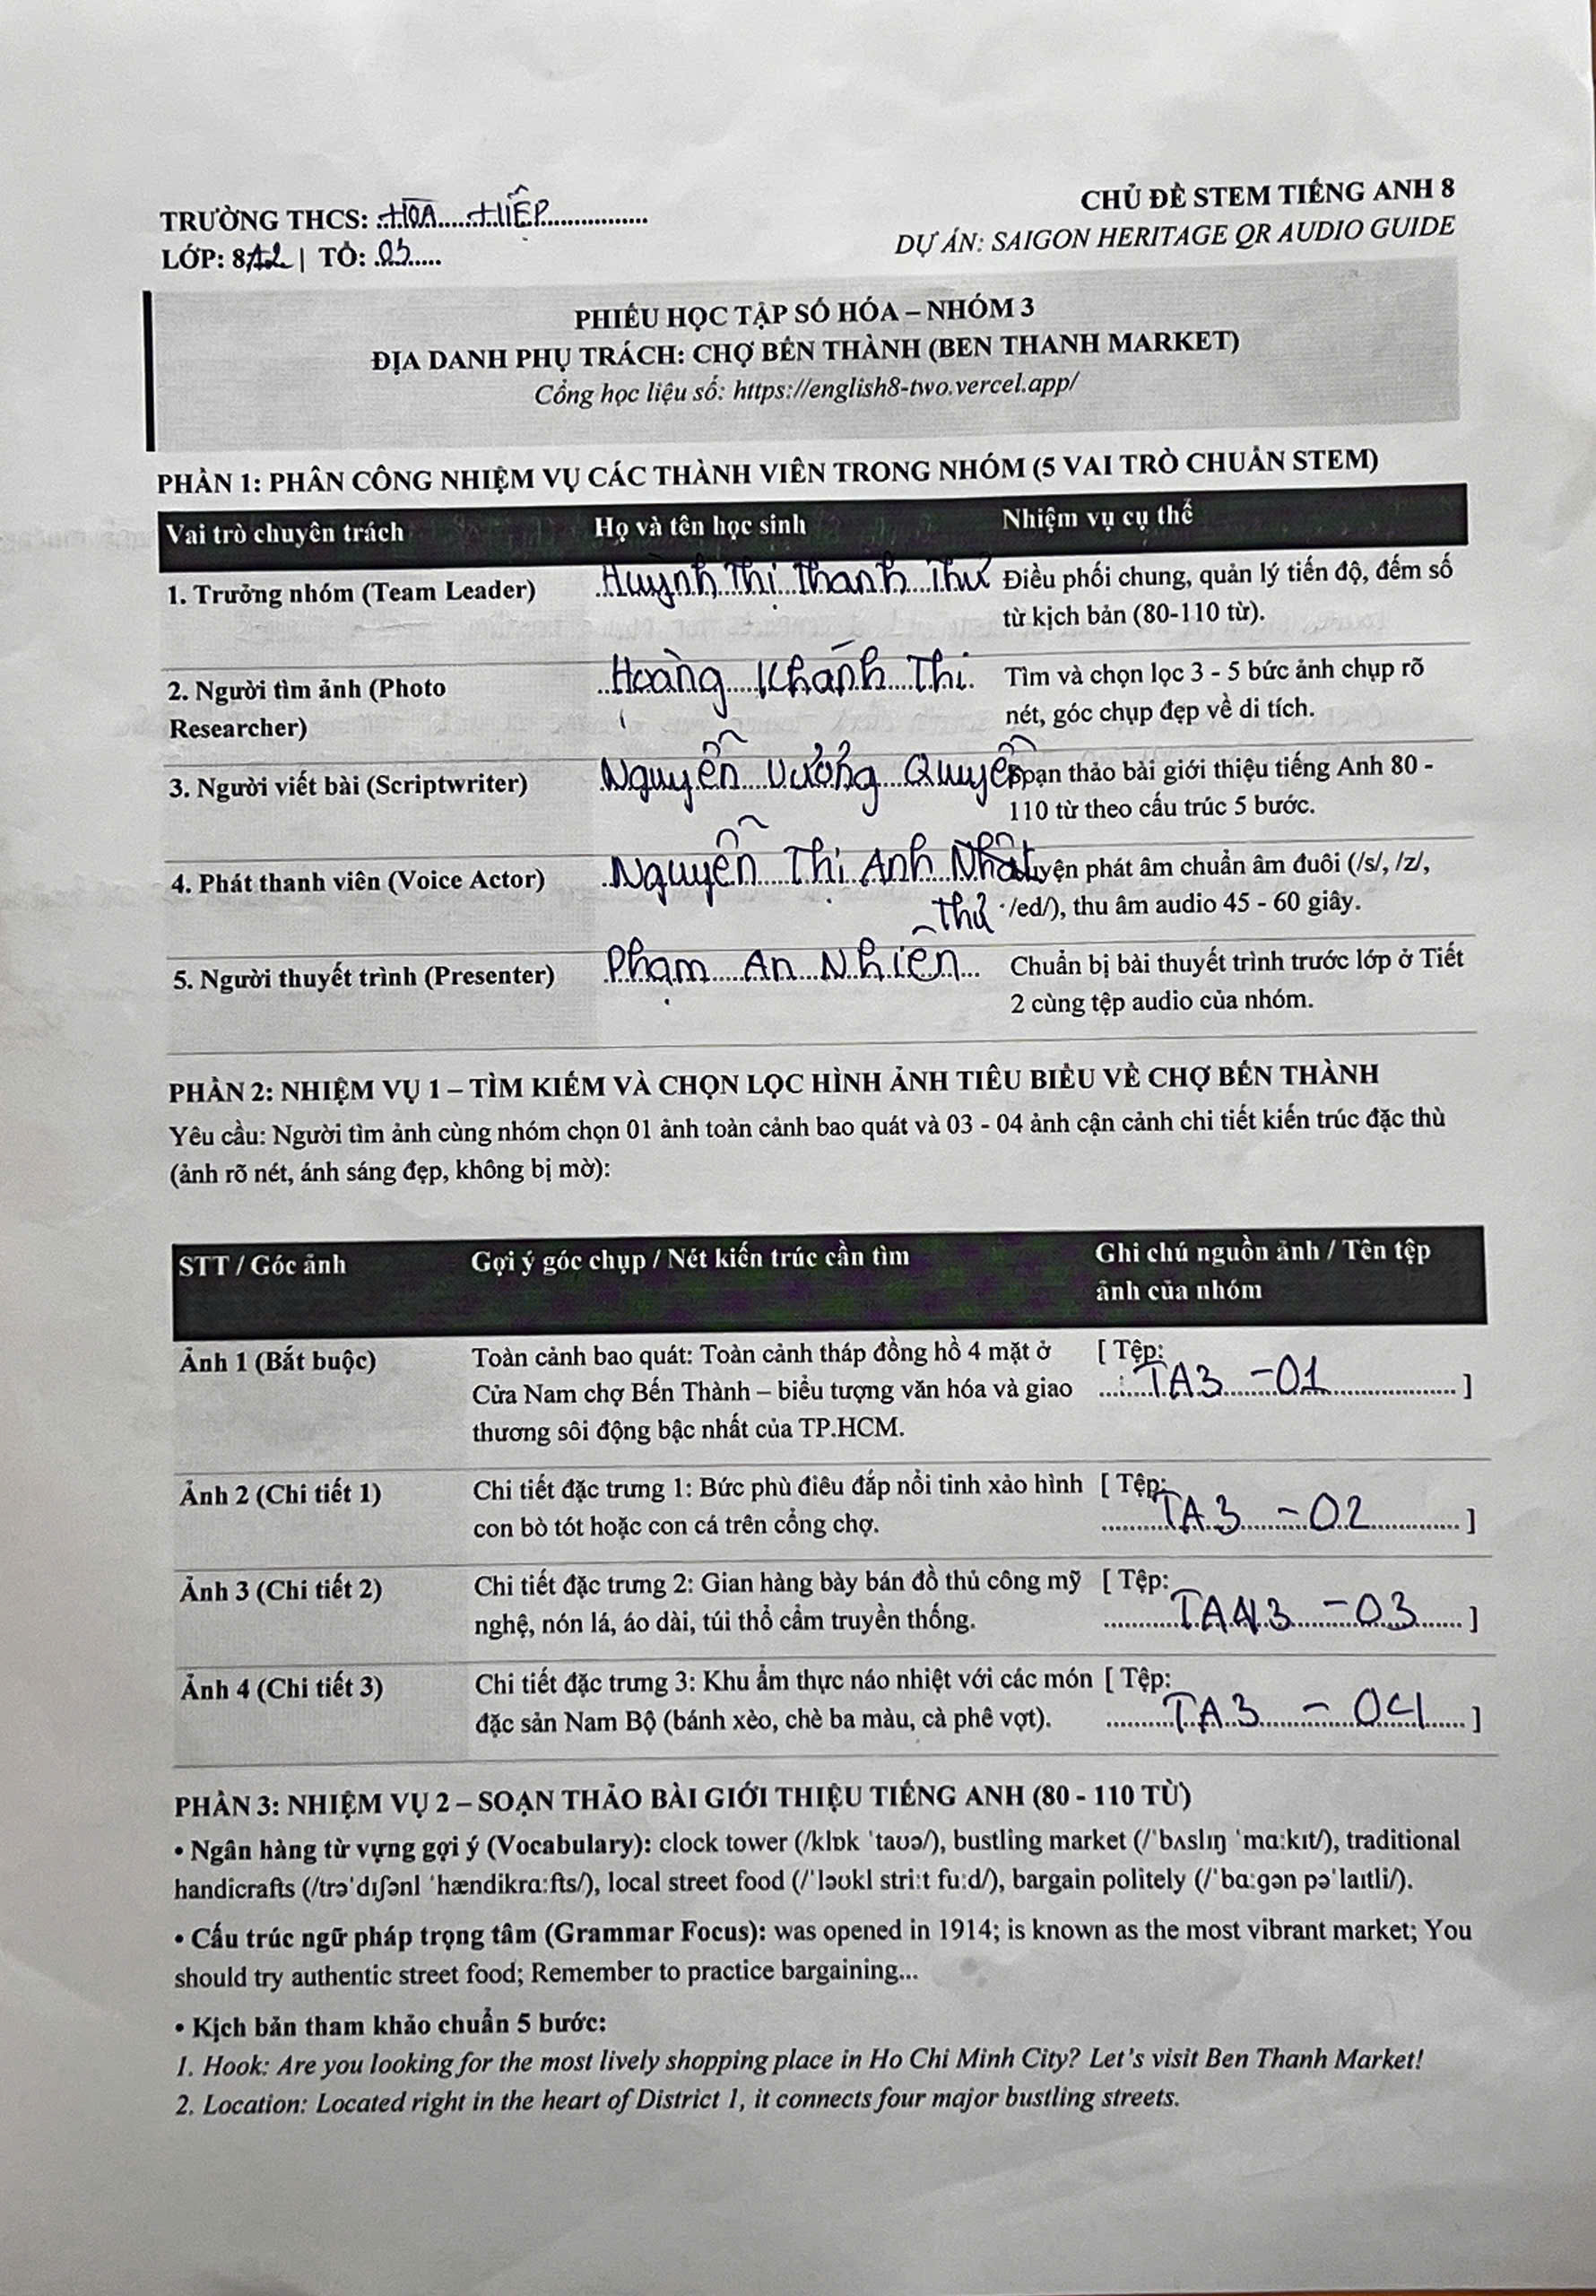 TRƯỜNG THCS: HÒA HIỆP
CHỦ ĐỀ STEM TIẾNG ANH 8
LỚP: 8A2 | TỔ: 03
DỰ ÁN: SAIGON HERITAGE QR AUDIO GUIDE
PHIẾU HỌC TẬP SỐ HÓA – NHÓM 3
ĐỊA DANH PHỤ TRÁCH: CHỢ BẾN THÀNH (BEN THANH MARKET)
Cổng học liệu số: https://english8-two.vercel.app/
PHẦN 1: PHÂN CÔNG NHIỆM VỤ CÁC THÀNH VIÊN TRONG NHÓM (5 VAI TRÒ CHUẨN STEM)
Vai trò chuyên trách Họ và tên học sinh Nhiệm vụ cụ thể
1. Trưởng nhóm (Team Leader) Huỳnh Thị Thanh Thư Điều phối chung, quản lý tiến độ, đếm số
từ kịch bản (80-110 từ).
2. Người tìm ảnh (Photo Hoàng Khánh Thi Tìm và chọn lọc 3 - 5 bức ảnh chụp rõ
Researcher) nét, góc chụp đẹp về di tích.
3. Người viết bài (Scriptwriter) Nguyễn Vưởng Quuyền Soạn thảo bài giới thiệu tiếng Anh 80 -
110 từ theo cấu trúc 5 bước.
4. Phát thanh viên (Voice Actor) Nguyễn Thị Anh Thư Luyện phát âm chuẩn âm đuôi (/s/, /z/,
/ed/), thu âm audio 45 - 60 giây.
5. Người thuyết trình (Presenter) Phạm An Nhiên Chuẩn bị bài thuyết trình trước lớp ở Tiết
2 cùng tệp audio của nhóm.
PHẦN 2: NHIỆM VỤ 1 – TÌM KIẾM VÀ CHỌN LỌC HÌNH ẢNH TIÊU BIỂU VỀ CHỢ BẾN THÀNH
Yêu cầu: Người tìm ảnh cùng nhóm chọn 01 ảnh toàn cảnh bao quát và 03 - 04 ảnh cận cảnh chi tiết kiến trúc đặc thù
(ảnh rõ nét, ánh sáng đẹp, không bị mờ):
STT / Góc ảnh Gợi ý góc chụp / Nét kiến trúc cần tìm Ghi chú nguồn ảnh / Tên tệp
ảnh của nhóm
Ảnh 1 (Bắt buộc) Toàn cảnh bao quát: Toàn cảnh tháp đồng hồ 4 mặt ở [ Tệp:
Cửa Nam chợ Bến Thành – biểu tượng văn hóa và giao TA3 -01 ]
thương sôi động bậc nhất của TP.HCM.
Ảnh 2 (Chi tiết 1) Chi tiết đặc trưng 1: Bức phù điêu đắp nổi tinh xảo hình [ Tệp:
con bò tót hoặc con cá trên cổng chợ. TA3 -02 ]
Ảnh 3 (Chi tiết 2) Chi tiết đặc trưng 2: Gian hàng bày bán đồ thủ công mỹ [ Tệp:
nghệ, nón lá, áo dài, túi thổ cẩm truyền thống. TA3 -03 ]
Ảnh 4 (Chi tiết 3) Chi tiết đặc trưng 3: Khu ẩm thực náo nhiệt với các món [ Tệp:
đặc sản Nam Bộ (bánh xèo, chè ba màu, cà phê vợt). TA3 - 04 ]
PHẦN 3: NHIỆM VỤ 2 – SOẠN THẢO BÀI GIỚI THIỆU TIẾNG ANH (80 - 110 TỪ)
• Ngân hàng từ vựng gợi ý (Vocabulary): clock tower (/klɒk ˈtaʊə/), bustling market (/ˈbʌslɪŋ ˈmɑːkɪt/), traditional
handicrafts (/trəˈdɪʃənl ˈhændikrɑːfts/), local street food (/ˈləʊkl striːt fuːd/), bargain politely (/ˈbɑːɡən pəˈlaɪtli/).
• Cấu trúc ngữ pháp trọng tâm (Grammar Focus): was opened in 1914; is known as the most vibrant market; You
should try authentic street food; Remember to practice bargaining...
• Kịch bản tham khảo chuẩn 5 bước:
1. Hook: Are you looking for the most lively shopping place in Ho Chi Minh City? Let's visit Ben Thanh Market!
2. Location: Located right in the heart of District 1, it connects four major bustling streets.